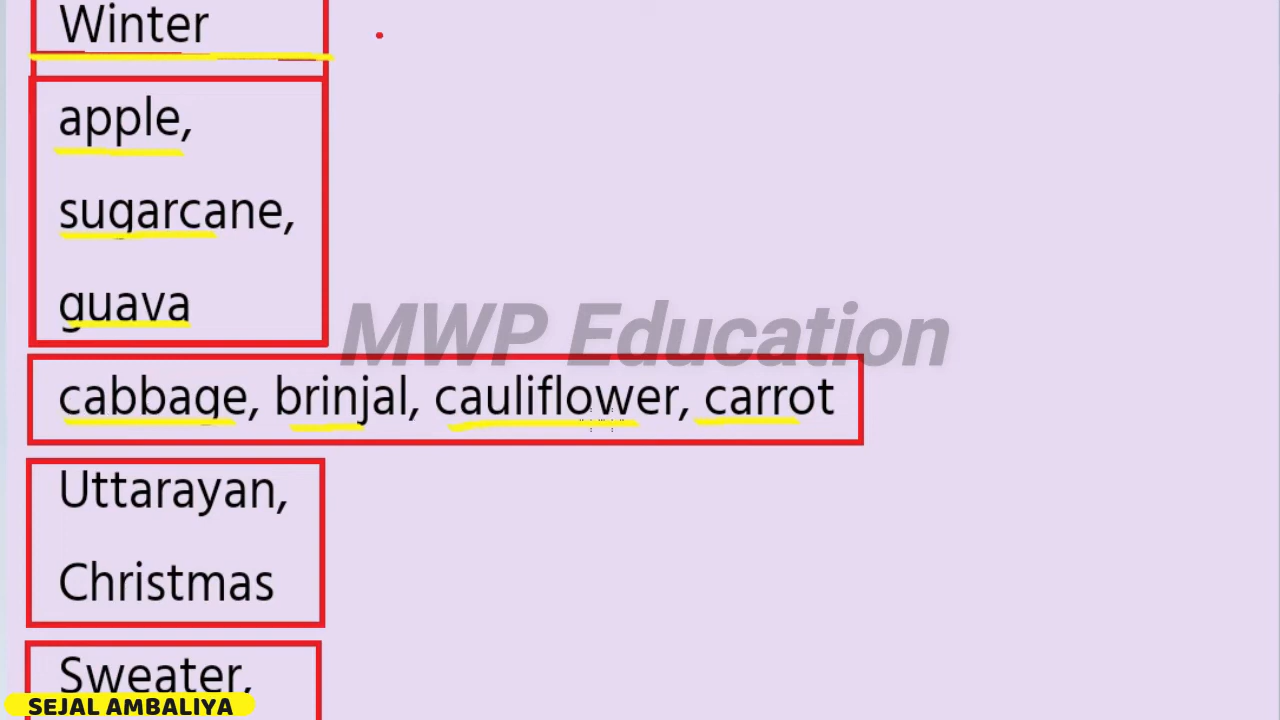 Winter
apple,
sugarcane,
guava
MWP Education
cabbage, brinjal, cauliflower, carrot
Uttarayan,
Christmas
Sweater,
SEJAL AMBALIYA